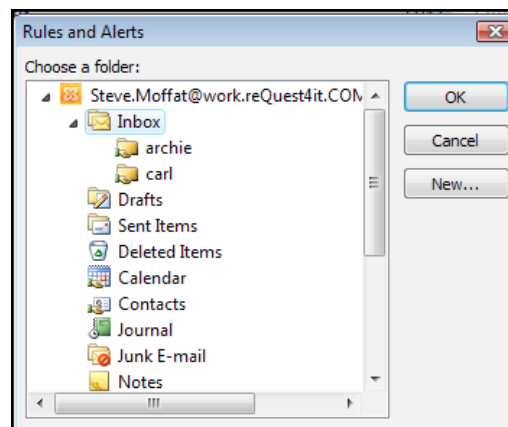 Rules and Alerts
Choose a folder:
Steve.Moffat@work.reQuest4it.COM
Inbox
archie
carl
Drafts
Sent Items
Deleted Items
Calendar
Contacts
Journal
Junk E-mail
Notes
OK
Cancel
New...